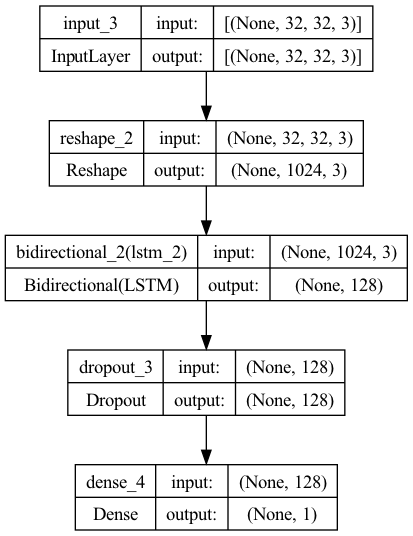 input_3 input: [(None, 32, 32, 3)]
InputLayer output: [(None, 32, 32, 3)]
reshape_2 input: (None, 32, 32, 3)
Reshape output: (None, 1024, 3)
bidirectional_2(lstm_2) input: (None, 1024, 3)
Bidirectional(LSTM) output: (None, 128)
dropout_3 input: (None, 128)
Dropout output: (None, 128)
dense_4 input: (None, 128)
Dense output: (None, 1)